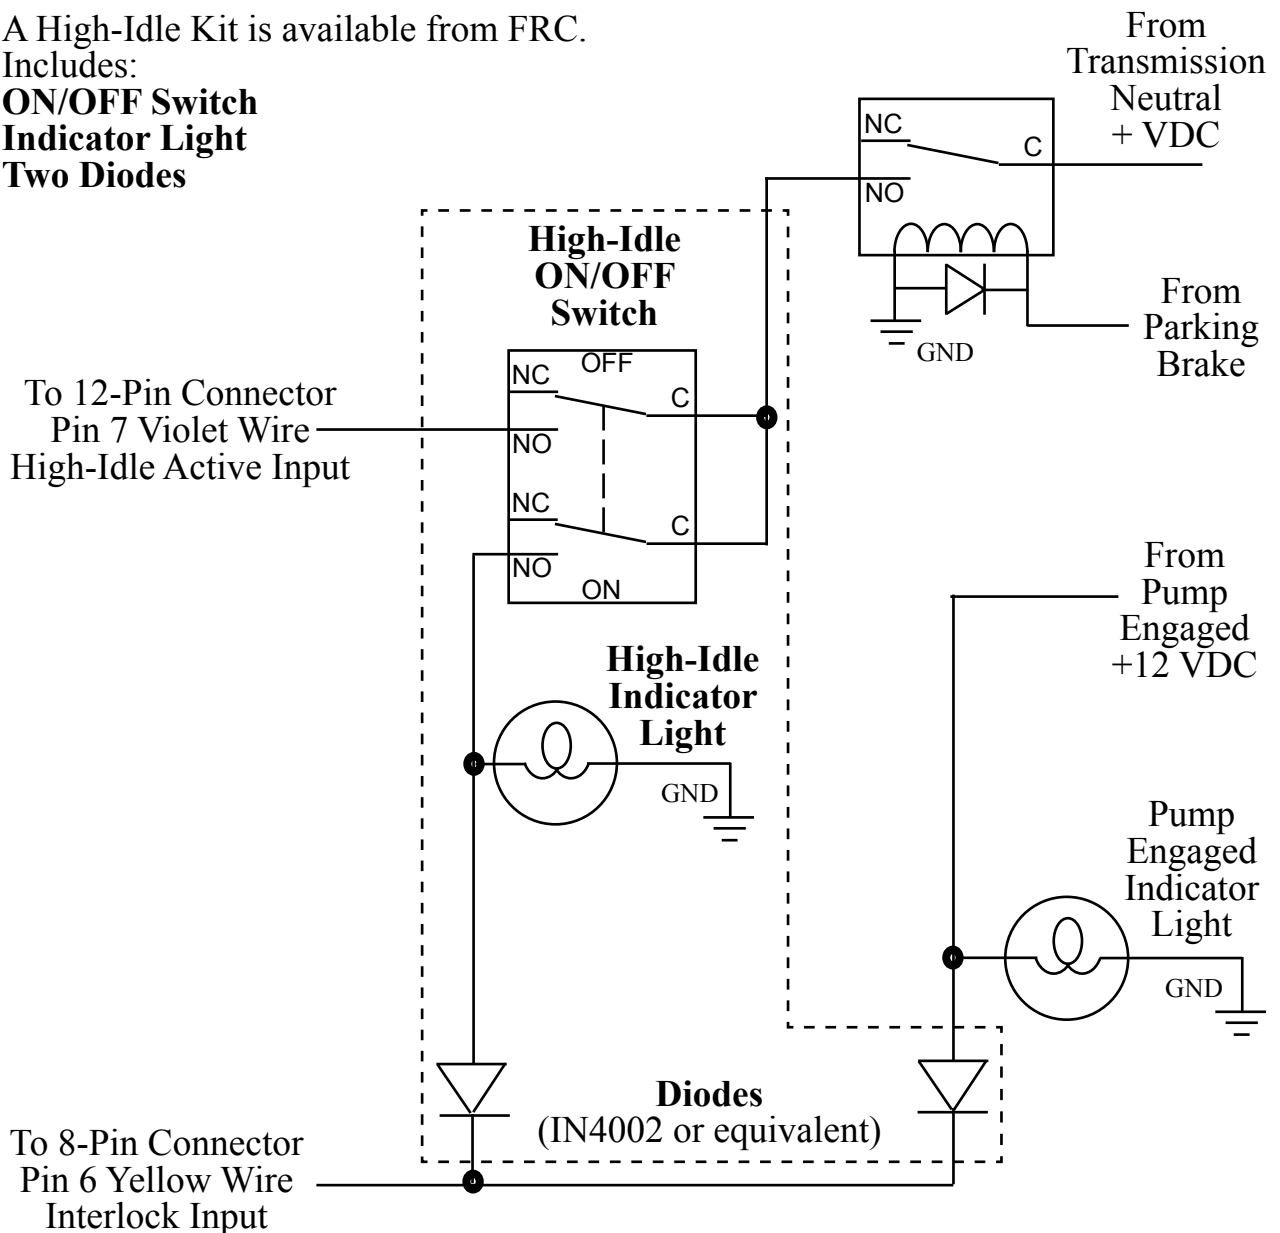 A High-Idle Kit is available from FRC.
Includes:
ON/OFF Switch
Indicator Light
Two Diodes
From
Transmission
Neutral
+ VDC
NC
C
NO
GND
From
Parking
Brake
High-Idle
ON/OFF
Switch
OFF
NC
C
NO
NC
C
NO
ON
To 12-Pin Connector
Pin 7 Violet Wire
High-Idle Active Input
From
Pump
Engaged
+12 VDC
High-Idle
Indicator
Light
GND
Pump
Engaged
Indicator
Light
GND
Diodes
(IN4002 or equivalent)
To 8-Pin Connector
Pin 6 Yellow Wire
Interlock Input